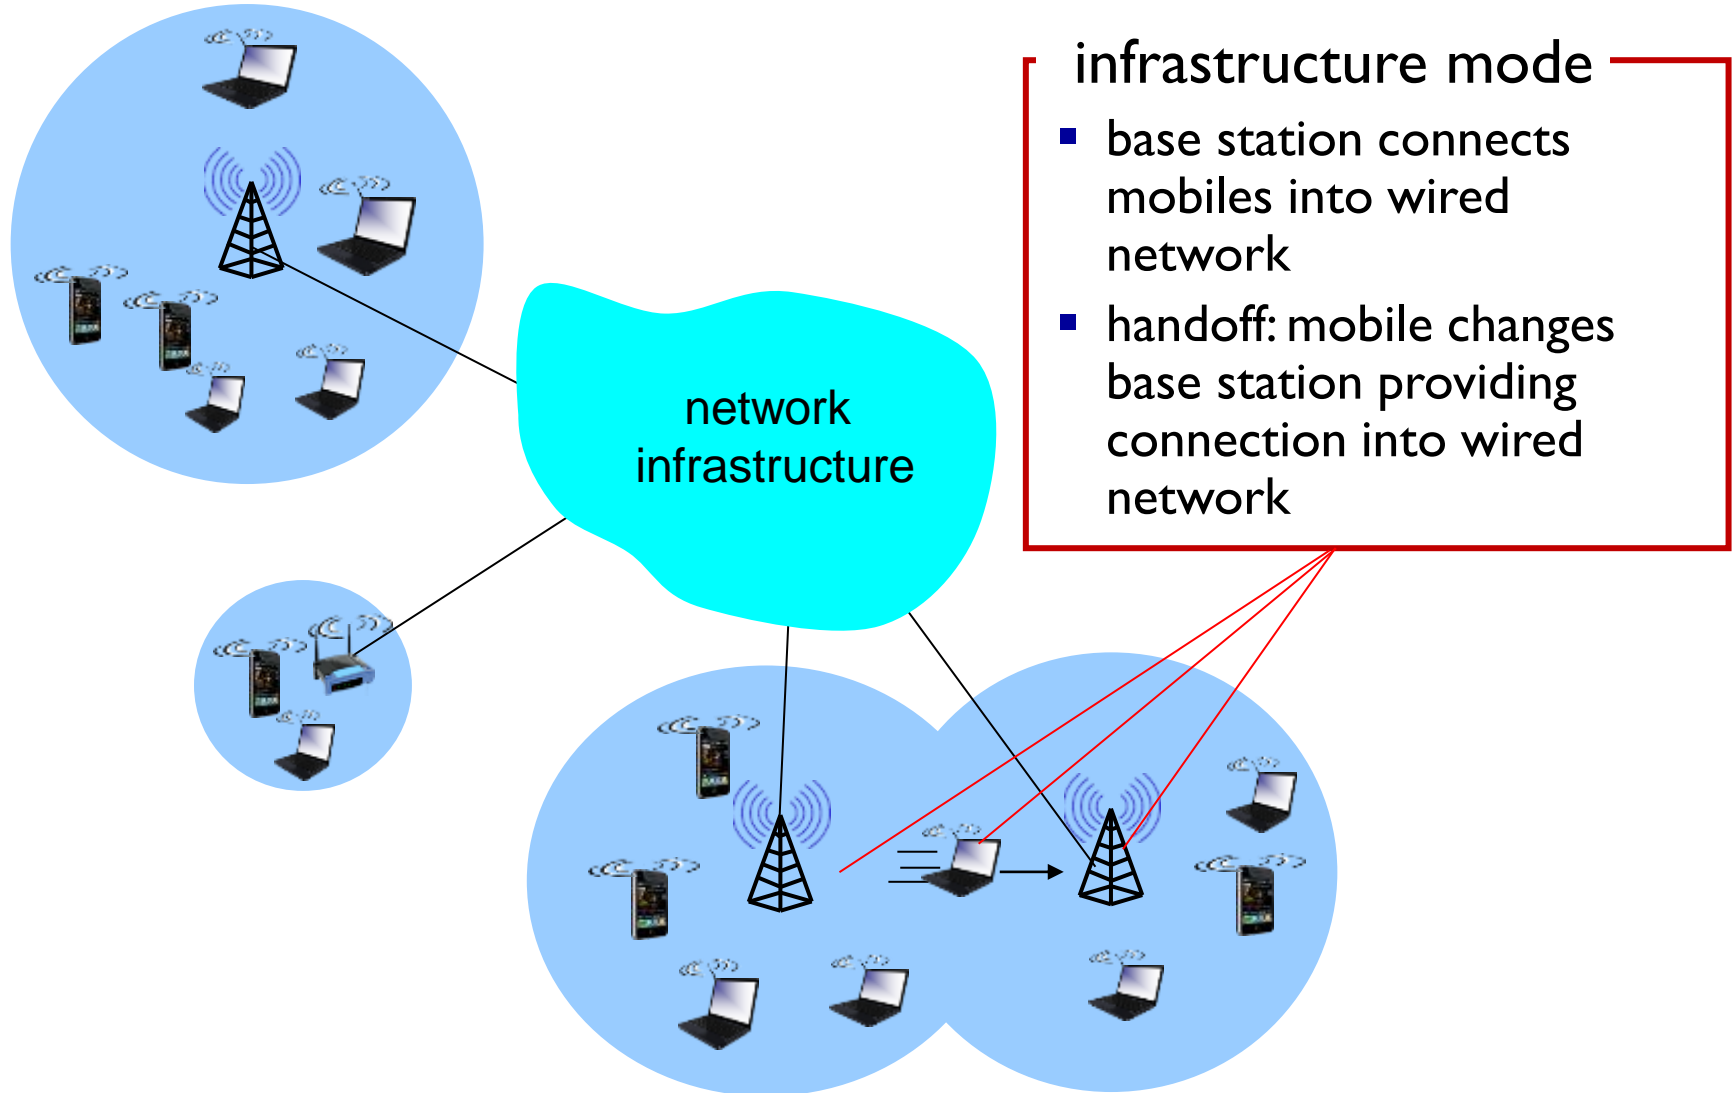 infrastructure mode
▪ base station connects
mobiles into wired
network
▪ handoff: mobile changes
base station providing
connection into wired
network
network
infrastructure